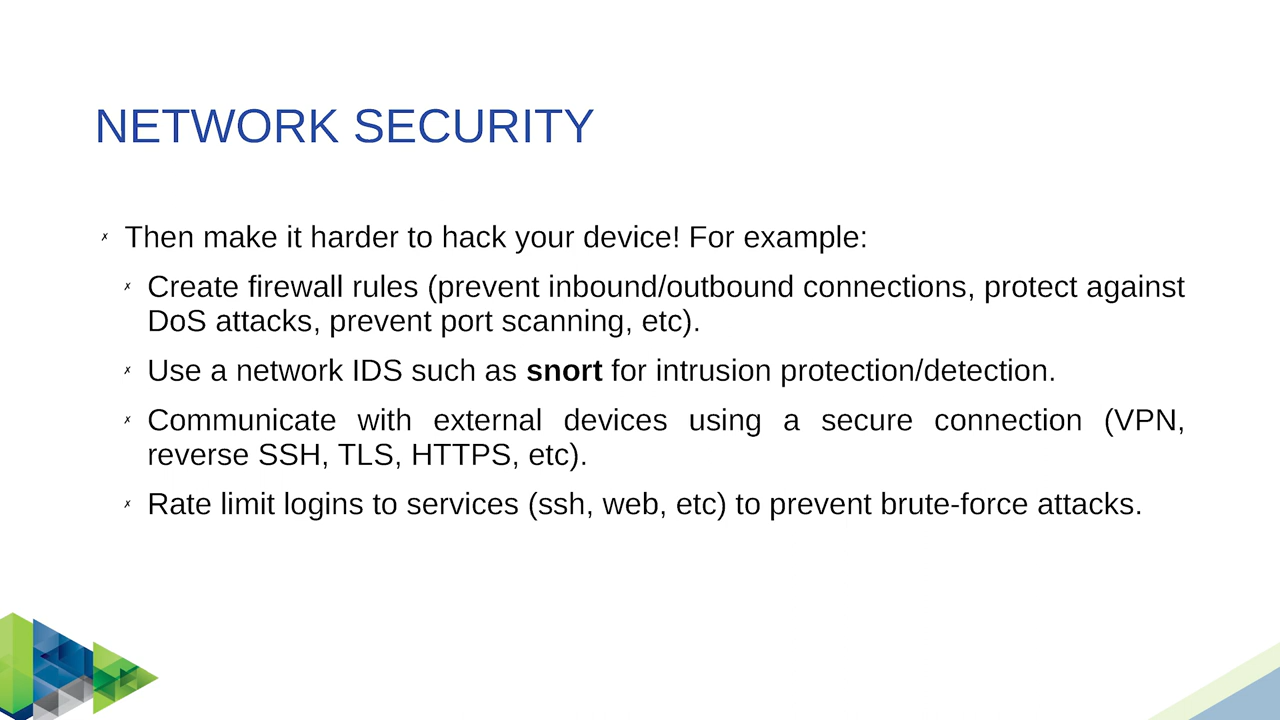 NETWORK SECURITY
✗ Then make it harder to hack your device! For example:
✗ Create firewall rules (prevent inbound/outbound connections, protect against
DoS attacks, prevent port scanning, etc).
✗ Use a network IDS such as snort for intrusion protection/detection.
✗ Communicate with external devices using a secure connection (VPN,
reverse SSH, TLS, HTTPS, etc).
✗ Rate limit logins to services (ssh, web, etc) to prevent brute-force attacks.